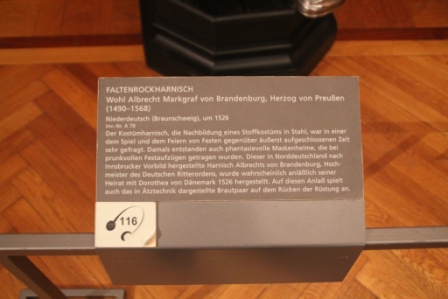 FALTENROCKHARNISCH
Wohl Albrecht Markgraf von Brandenburg, Herzog von Preußen
(1490–1568)
Niederdeutsch (Braunschweig), um 1526
Inv.-Nr. A 78
Der Kostümharnisch, die Nachbildung eines Stoffkostüms in Stahl, war in einer
dem Spiel und dem Feiern von Festen gegenüber äußerst aufgeschlossenen Zeit
sehr gefragt. Damals entstanden auch phantasievolle Maskenhelme, die bei
prunkvollen Festaufzügen getragen wurden. Dieser in Norddeutschland nach
Innsbrucker Vorbild hergestellte Harnisch Albrechts von Brandenburg, Hoch-
meister des Deutschen Ritterordens, wurde wahrscheinlich anläßlich seiner
Heirat mit Dorothea von Dänemark 1526 hergestellt. Auf diesen Anlaß spielt
auch das in Ätztechnik dargestellte Brautpaar auf dem Rücken der Rüstung an.
116